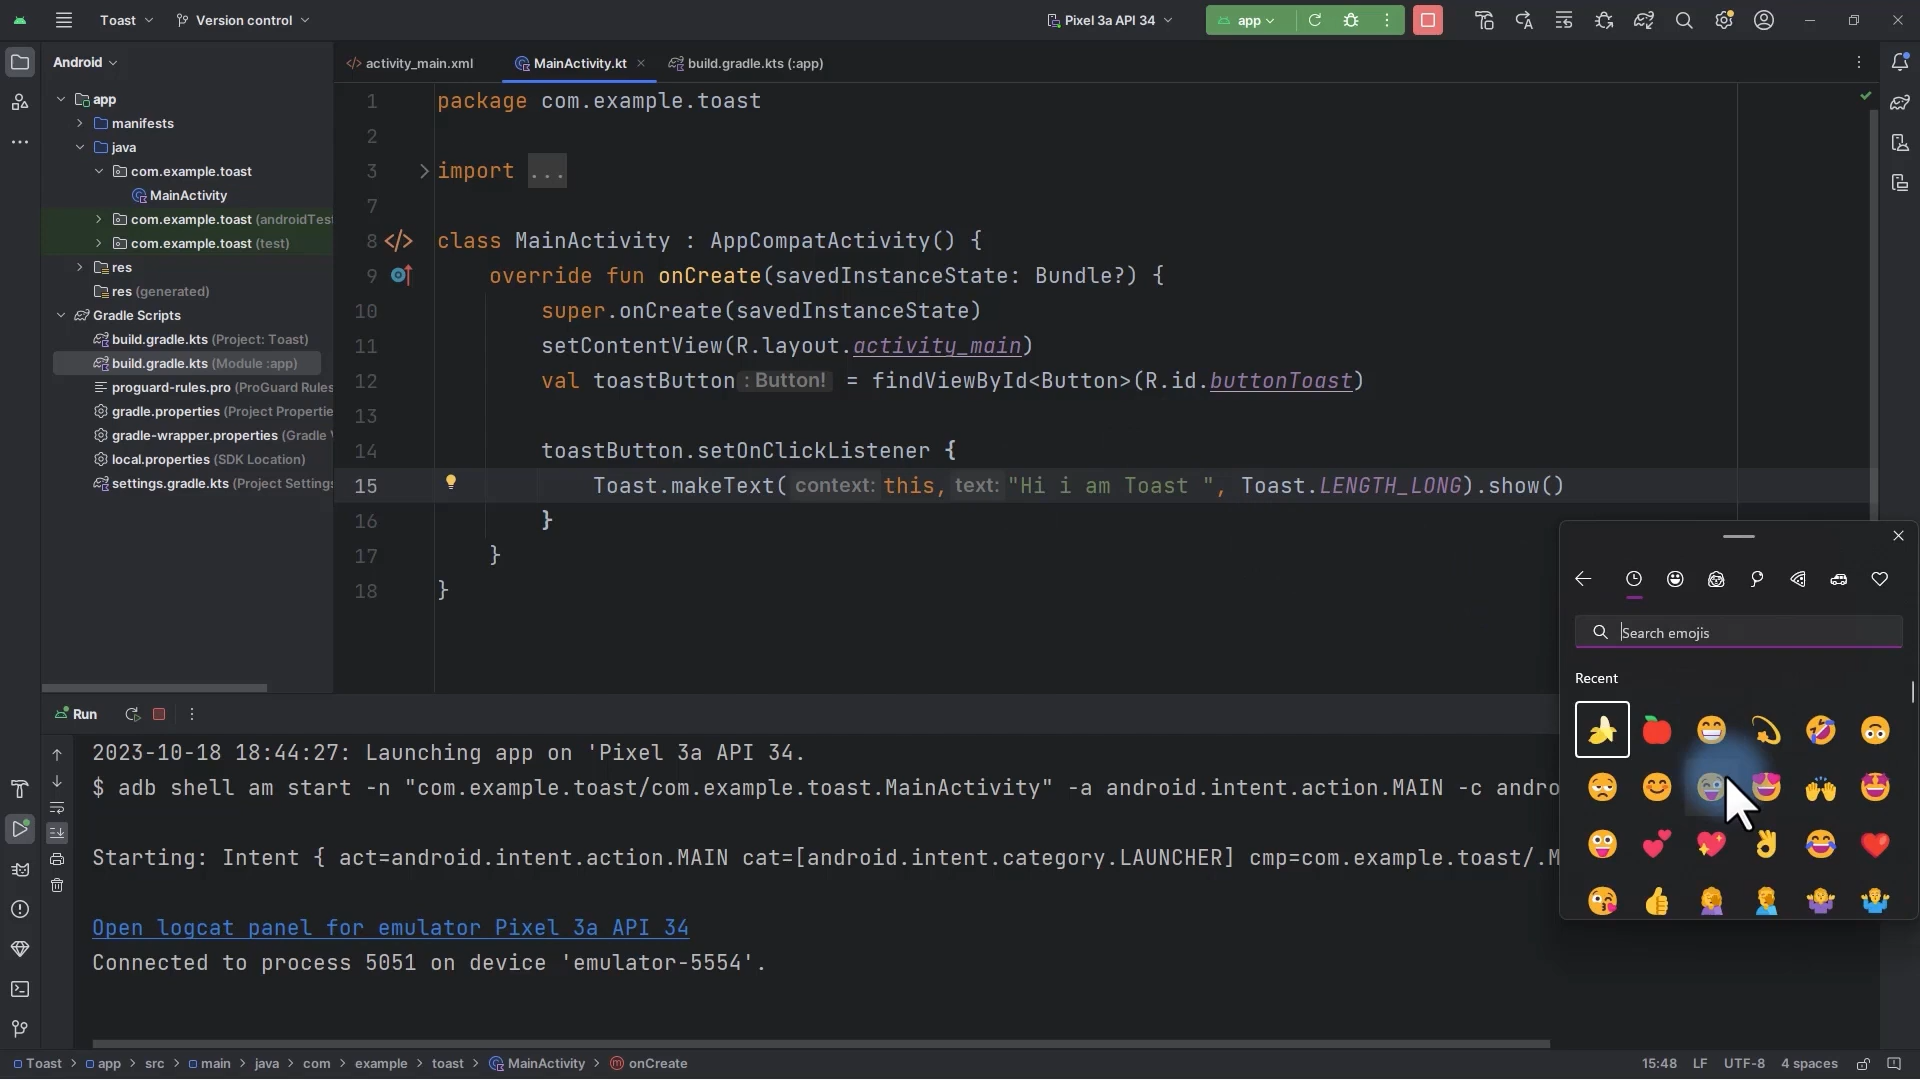 Toast
Version control
Pixel 3a API 34
app
Android
activity_main.xml
MainActivity.kt
build.gradle.kts (:app)
app
manifests
java
com.example.toast
MainActivity
com.example.toast (androidTest
com.example.toast (test)
res
res (generated)
Gradle Scripts
build.gradle.kts (Project: Toast)
build.gradle.kts (Module :app)
proguard-rules.pro (ProGuard Rules
gradle.properties (Project Propertie
gradle-wrapper.properties (Gradle
local.properties (SDK Location)
settings.gradle.kts (Project Settings
1 package com.example.toast
2
3 import ...
7
8 class MainActivity : AppCompatActivity() {
9 override fun onCreate(savedInstanceState: Bundle?) {
10 super.onCreate(savedInstanceState)
11 setContentView(R.layout.activity_main)
12 val toastButton : Button! = findViewById<Button>(R.id.buttonToast)
13
14 toastButton.setOnClickListener {
15 Toast.makeText( context: this, text: "Hi i am Toast ", Toast.LENGTH_LONG).show()
16 }
17 }
18 }
Search emojis
Recent
Run
2023-10-18 18:44:27: Launching app on 'Pixel 3a API 34.
$ adb shell am start -n "com.example.toast/com.example.toast.MainActivity" -a android.intent.action.MAIN -c andro
Starting: Intent { act=android.intent.action.MAIN cat=[android.intent.category.LAUNCHER] cmp=com.example.toast/.M
Open logcat panel for emulator Pixel 3a API 34
Connected to process 5051 on device 'emulator-5554'.
Toast > app > src > main > java > com > example > toast > MainActivity > onCreate
15:48 LF UTF-8 4 spaces